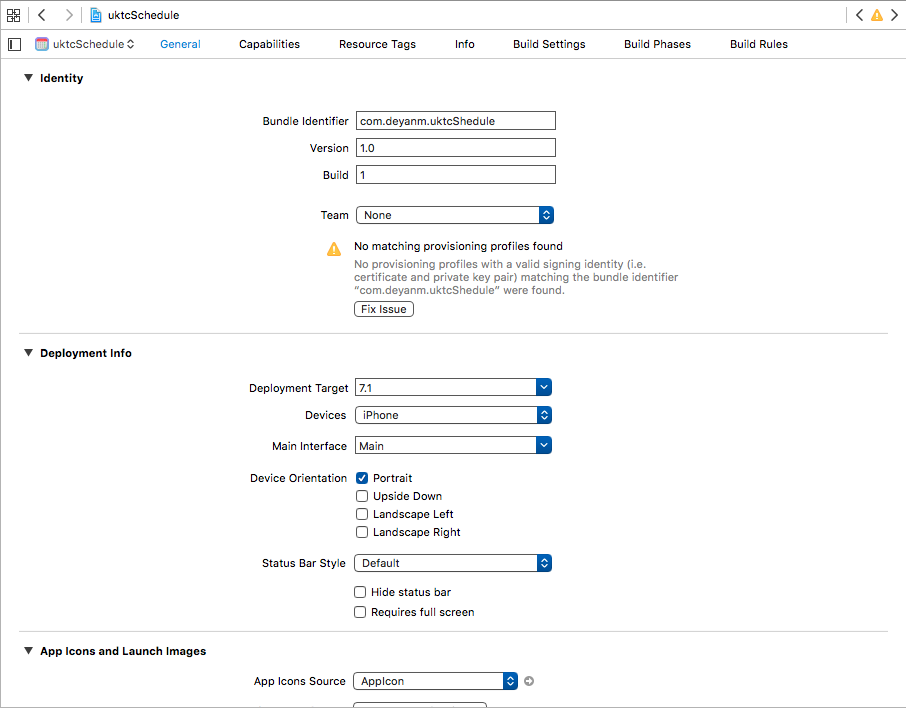 uktcSchedule
uktcSchedule General Capabilities Resource Tags Info Build Settings Build Phases Build Rules
Identity
Bundle Identifier com.deyanm.uktcShedule
Version 1.0
Build 1
Team None
No matching provisioning profiles found
No provisioning profiles with a valid signing identity (i.e.
certificate and private key pair) matching the bundle identifier
“com.deyanm.uktcShedule” were found.
Fix Issue
Deployment Info
Deployment Target 7.1
Devices iPhone
Main Interface Main
Device Orientation Portrait
Upside Down
Landscape Left
Landscape Right
Status Bar Style Default
Hide status bar
Requires full screen
App Icons and Launch Images
App Icons Source AppIcon